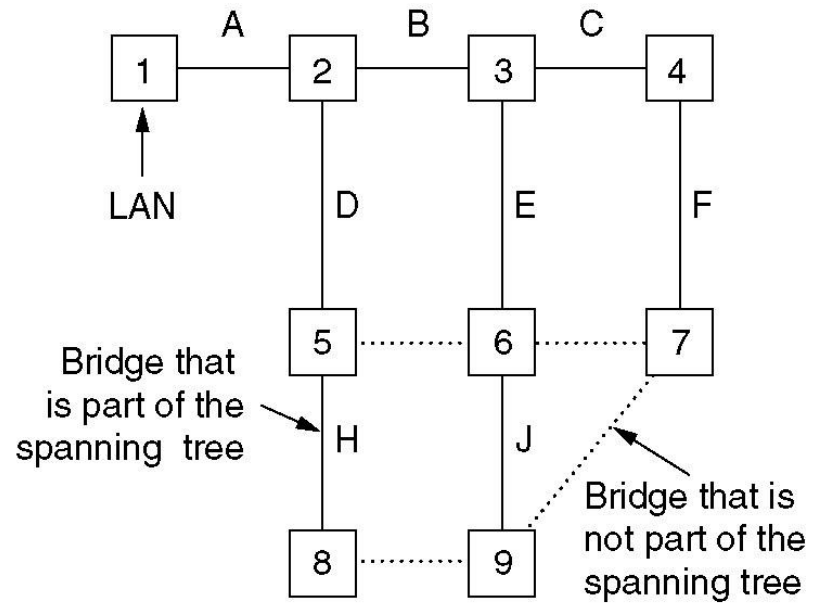 A B C
1 2 3 4
LAN D E F
5 6 7
Bridge that
is part of the
spanning tree
H J
Bridge that is
not part of the
spanning tree
8 9